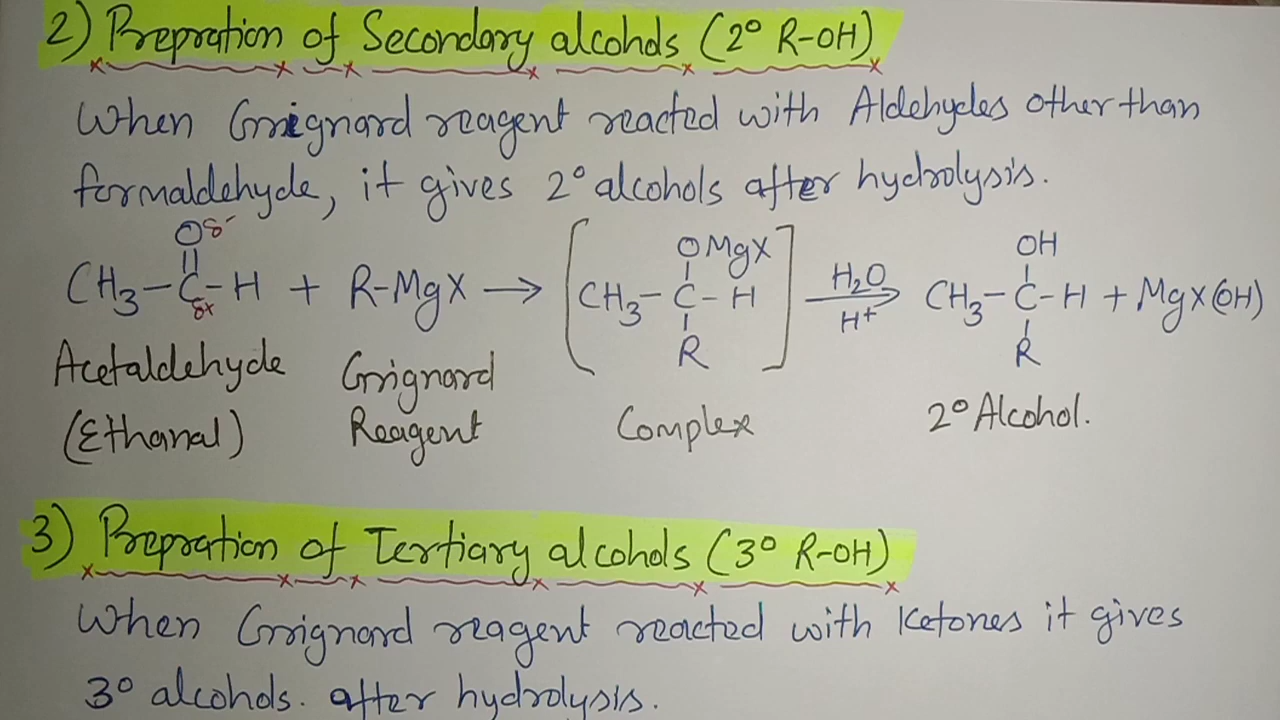 2) Prepration of Secondary alcohols (2° R-OH)
When Grignard reagent reacted with Aldehydes other than
formaldehyde, it gives 2° alcohols after hydrolysis.
Oδ⁻ OMgX OH
CH₃-C-H + R-MgX → [CH₃-C-H] H₂O/H+ → CH₃-C-H + MgX(OH)
δ+ R R
Acetaldehyde Grignard
(Ethanal) Reagent Complex 2° Alcohol.
3) Prepration of Tertiary alcohols (3° R-OH)
When Grignard reagent reacted with Ketones it gives
3° alcohols. after hydrolysis.